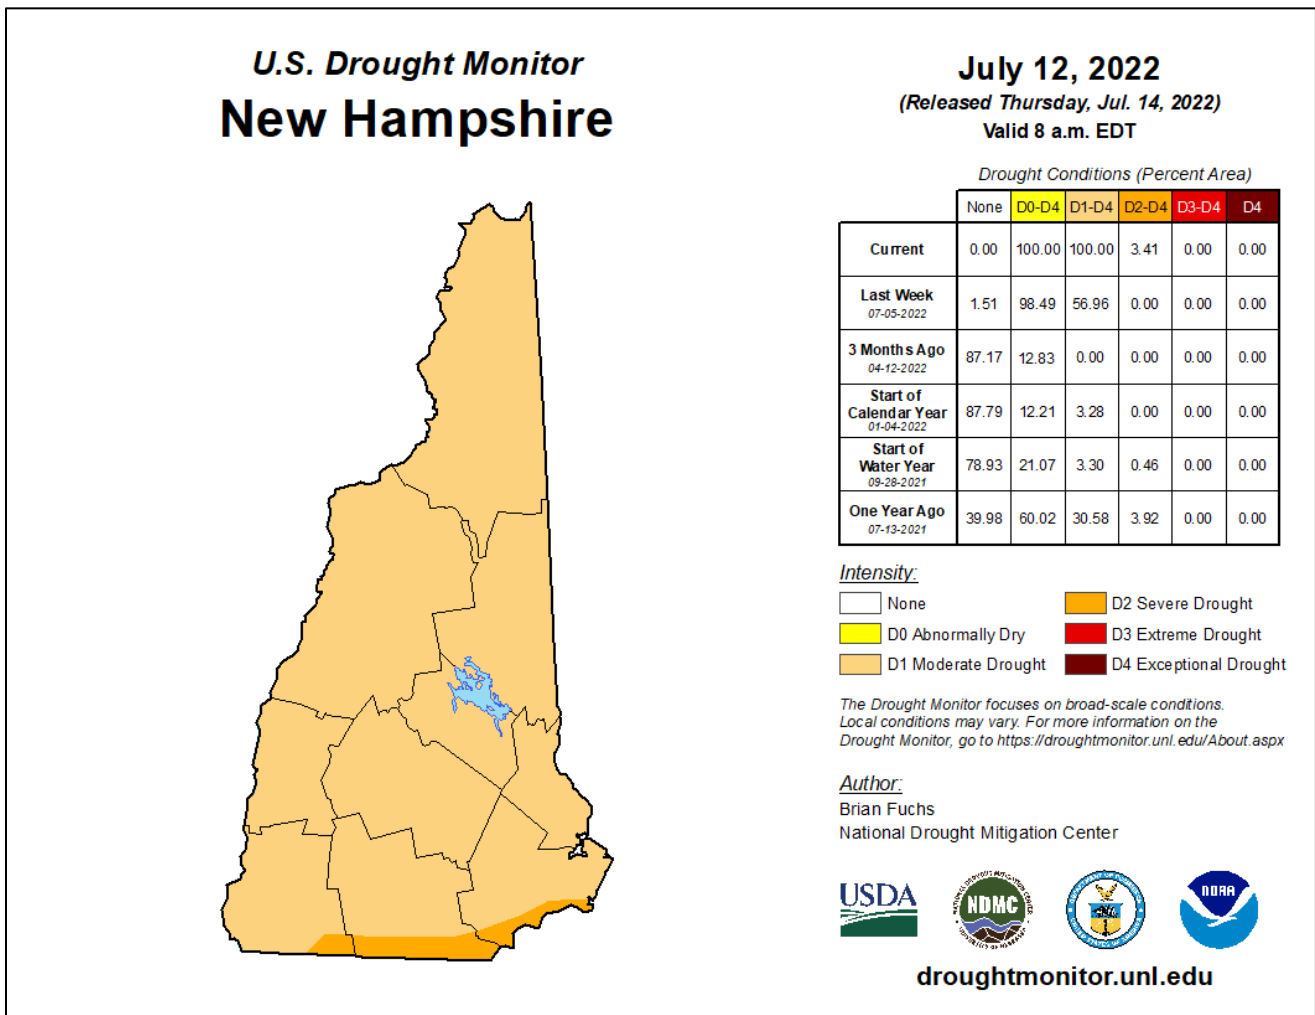 U.S. Drought Monitor
New Hampshire
July 12, 2022
(Released Thursday, Jul. 14, 2022)
Valid 8 a.m. EDT
Drought Conditions (Percent Area)
None D0-D4 D1-D4 D2-D4 D3-D4 D4
Current 0.00 100.00 100.00 3.41 0.00 0.00
Last Week
07-05-2022
1.51 98.49 56.96 0.00 0.00 0.00
3 Months Ago
04-12-2022
87.17 12.83 0.00 0.00 0.00 0.00
Start of
Calendar Year
01-04-2022
87.79 12.21 3.28 0.00 0.00 0.00
Start of
Water Year
09-28-2021
78.93 21.07 3.30 0.46 0.00 0.00
One Year Ago
07-13-2021
39.98 60.02 30.58 3.92 0.00 0.00
Intensity:
None
D0 Abnormally Dry
D1 Moderate Drought
D2 Severe Drought
D3 Extreme Drought
D4 Exceptional Drought
The Drought Monitor focuses on broad-scale conditions.
Local conditions may vary. For more information on the
Drought Monitor, go to https://droughtmonitor.unl.edu/About.aspx
Author:
Brian Fuchs
National Drought Mitigation Center
USDA
NDMC
NOAA
droughtmonitor.unl.edu